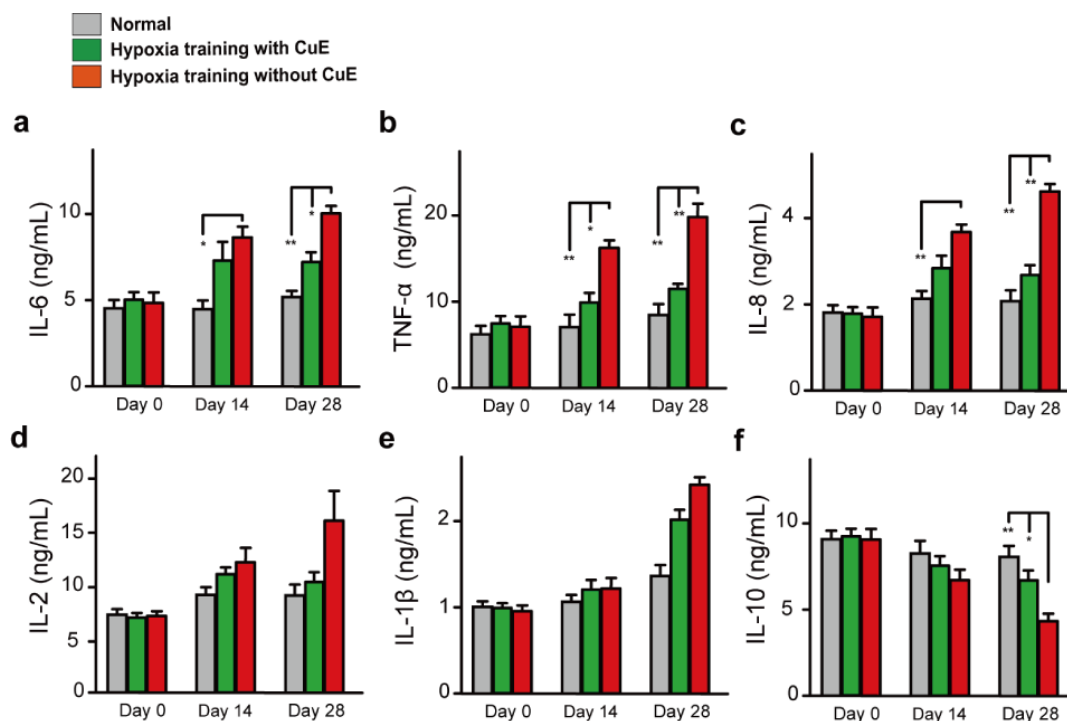 Normal
Hypoxia training with CuE
Hypoxia training without CuE
a
IL-6 (ng/mL)
10
5
0
*
**
*
Day 0 Day 14 Day 28
b
TNF-α (ng/mL)
20
10
0
**
*
**
**
Day 0 Day 14 Day 28
c
IL-8 (ng/mL)
4
2
0
**
**
**
Day 0 Day 14 Day 28
d
IL-2 (ng/mL)
20
15
10
5
0
Day 0 Day 14 Day 28
e
IL-1β (ng/mL)
2
1
0
Day 0 Day 14 Day 28
f
IL-10 (ng/mL)
10
5
0
**
*
Day 0 Day 14 Day 28